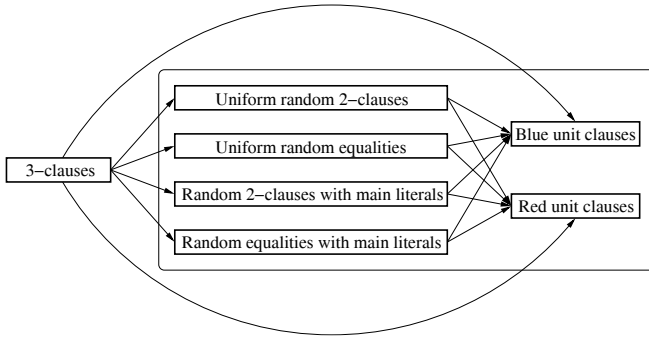 Uniform random 2−clauses
Blue unit clauses
Uniform random equalities
3−clauses
Random 2−clauses with main literals
Red unit clauses
Random equalities with main literals